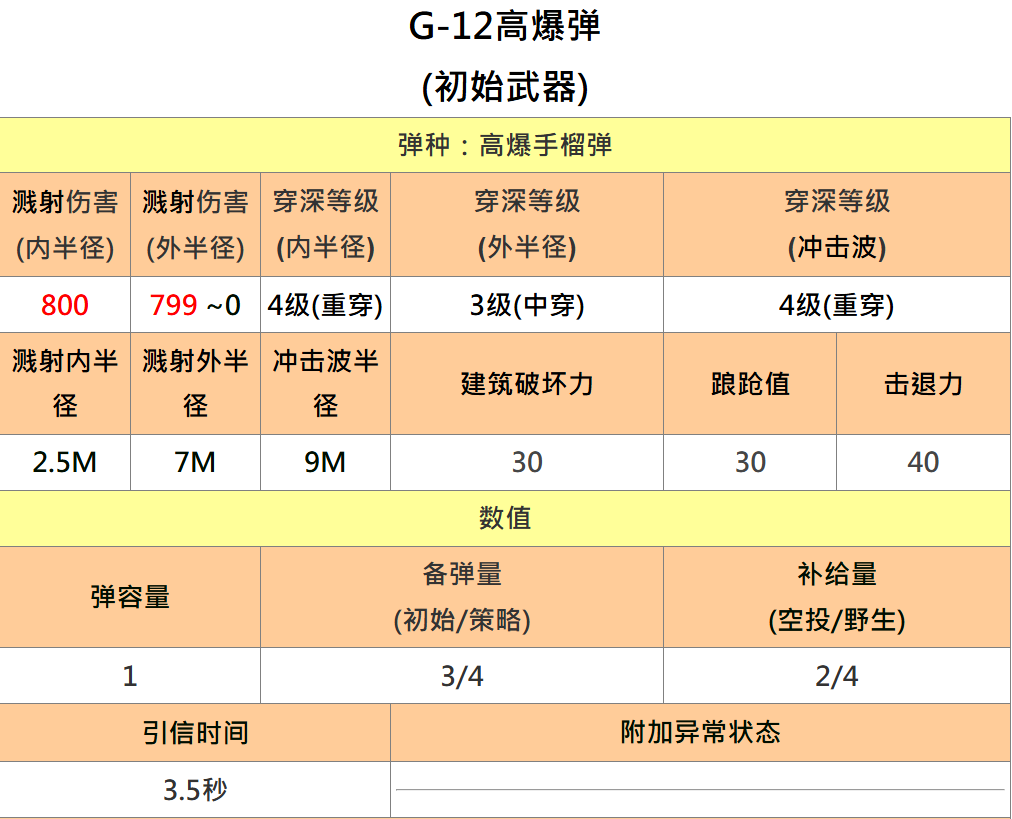 G-12高爆弹
(初始武器)
弹种：高爆手榴弹
溅射伤害
(内半径)
溅射伤害
(外半径)
穿深等级
(内半径)
穿深等级
(外半径)
穿深等级
(冲击波)
800
799 ~0
4级(重穿)
3级(中穿)
4级(重穿)
溅射内半
径
溅射外半
径
冲击波半
径
建筑破坏力
踉跄值
击退力
2.5M
7M
9M
30
30
40
数值
弹容量
备弹量
(初始/策略)
补给量
(空投/野生)
1
3/4
2/4
引信时间
附加异常状态
3.5秒